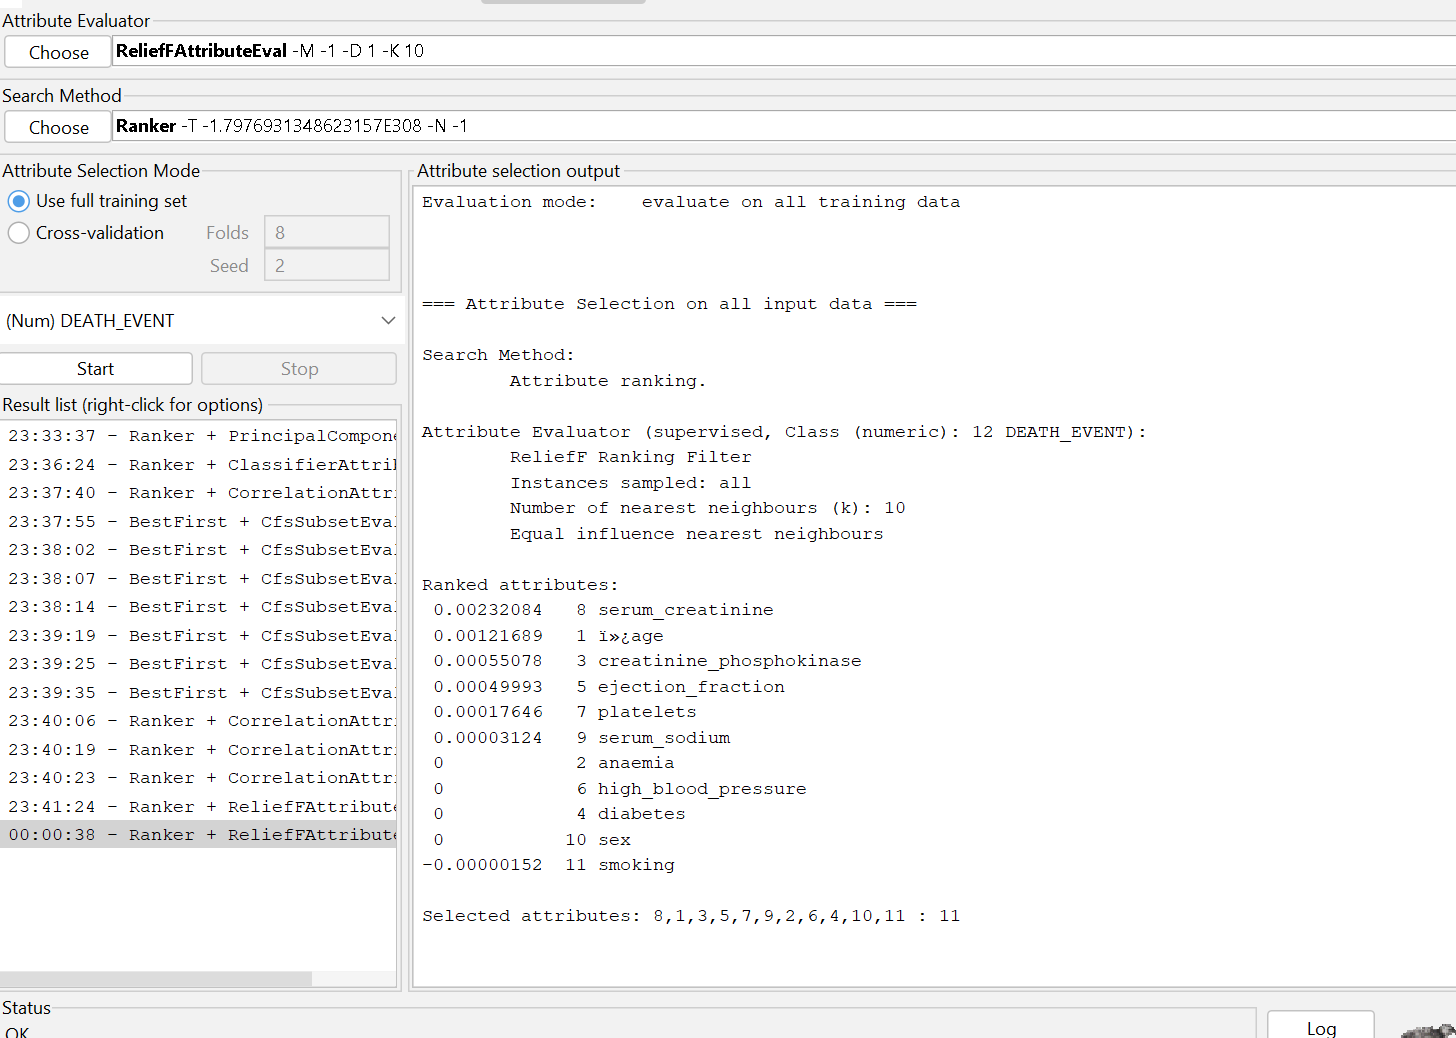 Attribute Evaluator
Choose ReliefFAttributeEval -M -1 -D 1 -K 10
Search Method
Choose Ranker -T -1.7976931348623157E308 -N -1
Attribute Selection Mode
Use full training set
Cross-validation Folds 8
Seed 2
(Num) DEATH_EVENT
Start Stop
Result list (right-click for options)
23:33:37 - Ranker + PrincipalCompone
23:36:24 - Ranker + ClassifierAttri
23:37:40 - Ranker + CorrelationAttr
23:37:55 - BestFirst + CfsSubsetEva
23:38:02 - BestFirst + CfsSubsetEva
23:38:07 - BestFirst + CfsSubsetEva
23:38:14 - BestFirst + CfsSubsetEva
23:39:19 - BestFirst + CfsSubsetEva
23:39:25 - BestFirst + CfsSubsetEva
23:39:35 - BestFirst + CfsSubsetEva
23:40:06 - Ranker + CorrelationAttr
23:40:19 - Ranker + CorrelationAttr
23:40:23 - Ranker + CorrelationAttr
23:41:24 - Ranker + ReliefFAttribute
00:00:38 - Ranker + ReliefFAttribute
Attribute selection output
Evaluation mode:    evaluate on all training data
=== Attribute Selection on all input data ===
Search Method:
Attribute ranking.
Attribute Evaluator (supervised, Class (numeric): 12 DEATH_EVENT):
ReliefF Ranking Filter
Instances sampled: all
Number of nearest neighbours (k): 10
Equal influence nearest neighbours
Ranked attributes:
0.00232084   8 serum_creatinine
0.00121689   1 ï»¿age
0.00055078   3 creatinine_phosphokinase
0.00049993   5 ejection_fraction
0.00017646   7 platelets
0.00003124   9 serum_sodium
0            2 anaemia
0            6 high_blood_pressure
0            4 diabetes
0           10 sex
-0.00000152  11 smoking
Selected attributes: 8,1,3,5,7,9,2,6,4,10,11 : 11
Status
OK
Log